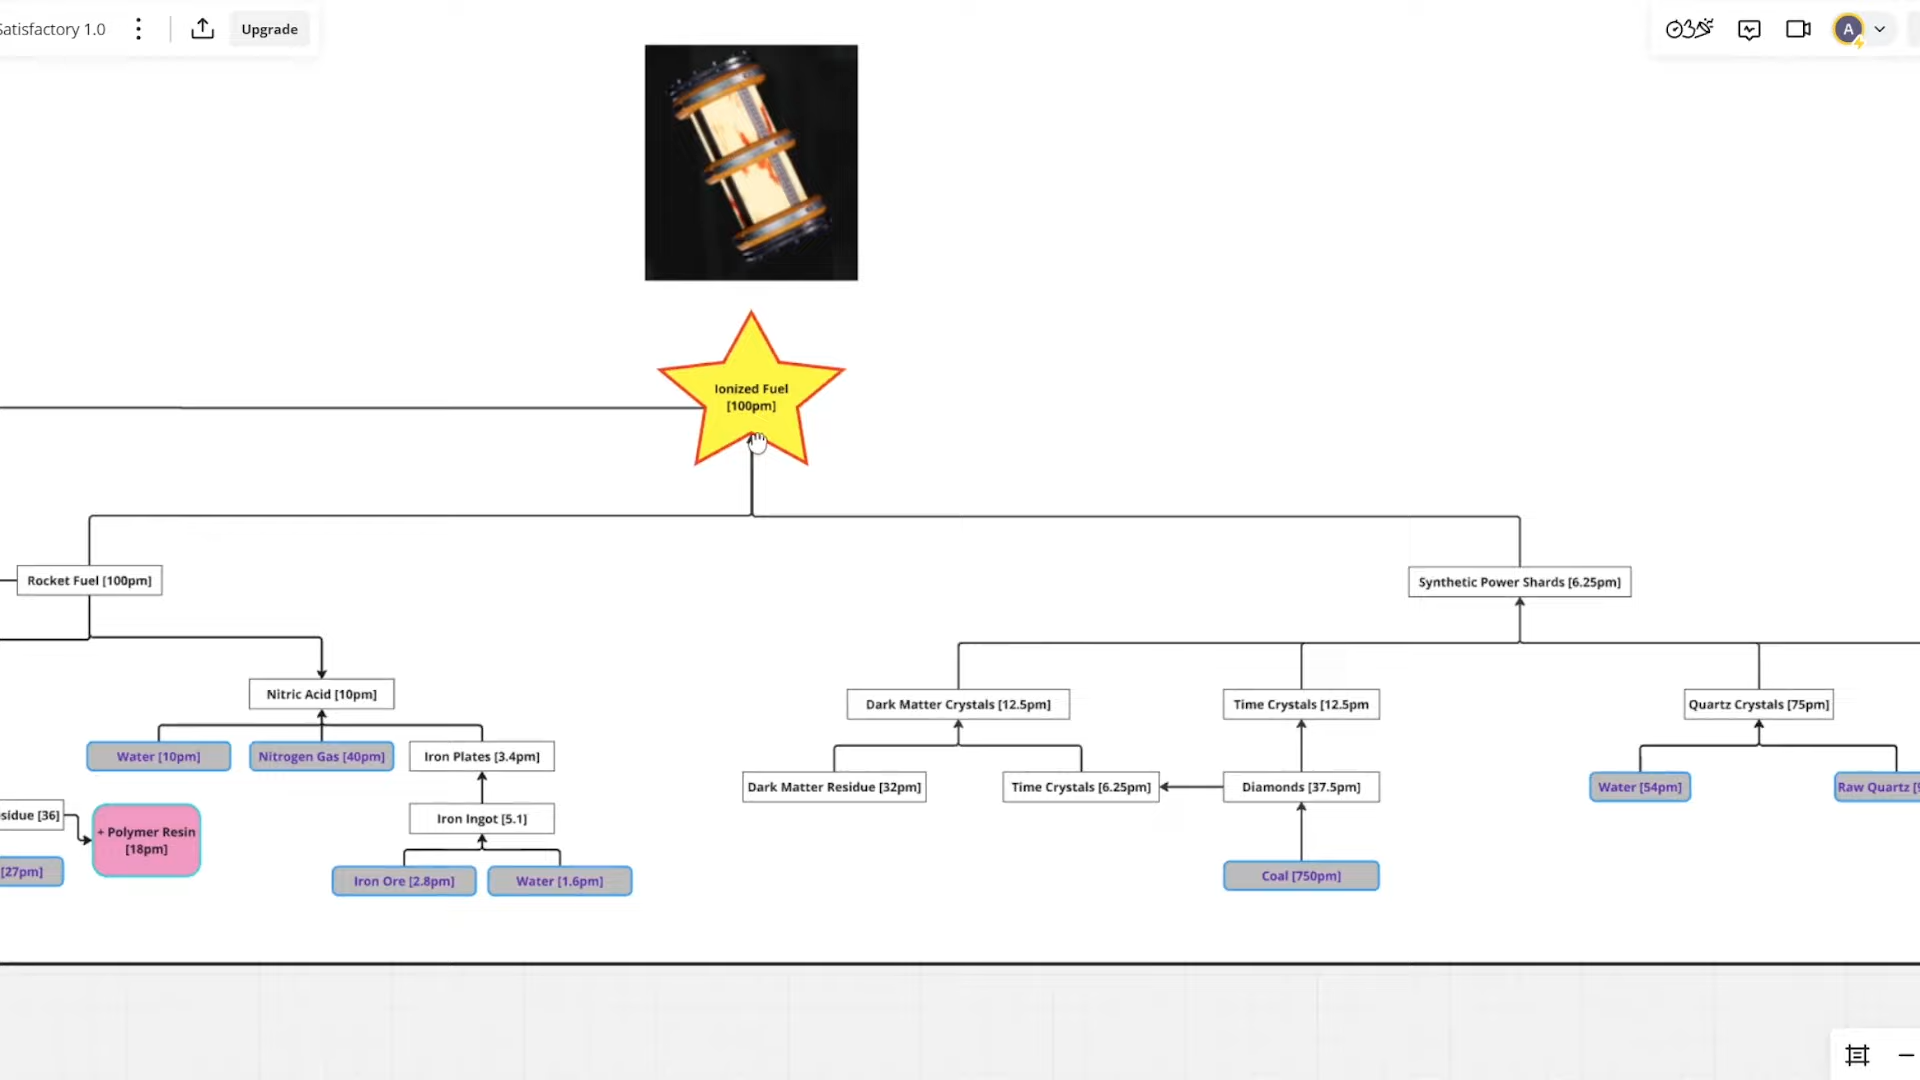 Satisfactory 1.0
Upgrade
A
Ionized Fuel
[100pm]
Rocket Fuel [100pm]
Synthetic Power Shards [6.25pm]
Nitric Acid [10pm]
Dark Matter Crystals [12.5pm]
Time Crystals [12.5pm
Quartz Crystals [75pm]
Water [10pm]
Nitrogen Gas [40pm]
Iron Plates [3.4pm]
Dark Matter Residue [32pm]
Time Crystals [6.25pm]
Diamonds [37.5pm]
Water [54pm]
Raw Quartz [9
sidue [36]
+ Polymer Resin
[18pm]
Iron Ingot [5.1]
[27pm]
Iron Ore [2.8pm]
Water [1.6pm]
Coal [750pm]